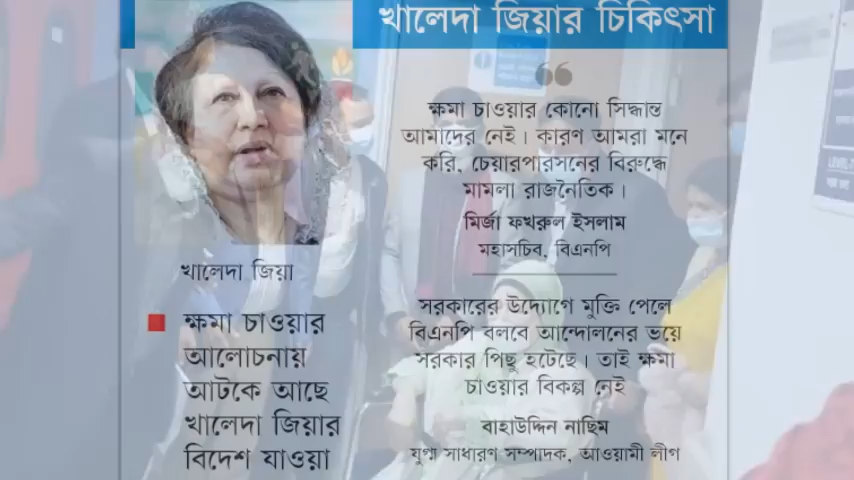 খালেদা জিয়ার চিকিৎসা
ক্ষমা চাওয়ার কোনো সিদ্ধান্ত
আমাদের নেই। কারণ আমরা মনে
করি, চেয়ারপারসনের বিরুদ্ধে
মামলা রাজনৈতিক।
মির্জা ফখরুল ইসলাম
মহাসচিব, বিএনপি
সরকারের উদ্যোগে মুক্তি পেলে
বিএনপি বলবে আন্দোলনের ভয়ে
সরকার পিছু হটেছে। তাই ক্ষমা
চাওয়ার বিকল্প নেই
বাহাউদ্দিন নাছিম
যুগ্ম সাধারণ সম্পাদক, আওয়ামী লীগ
খালেদা জিয়া
ক্ষমা চাওয়ার
আলোচনায়
আটকে আছে
খালেদা জিয়ার
বিদেশ যাওয়া